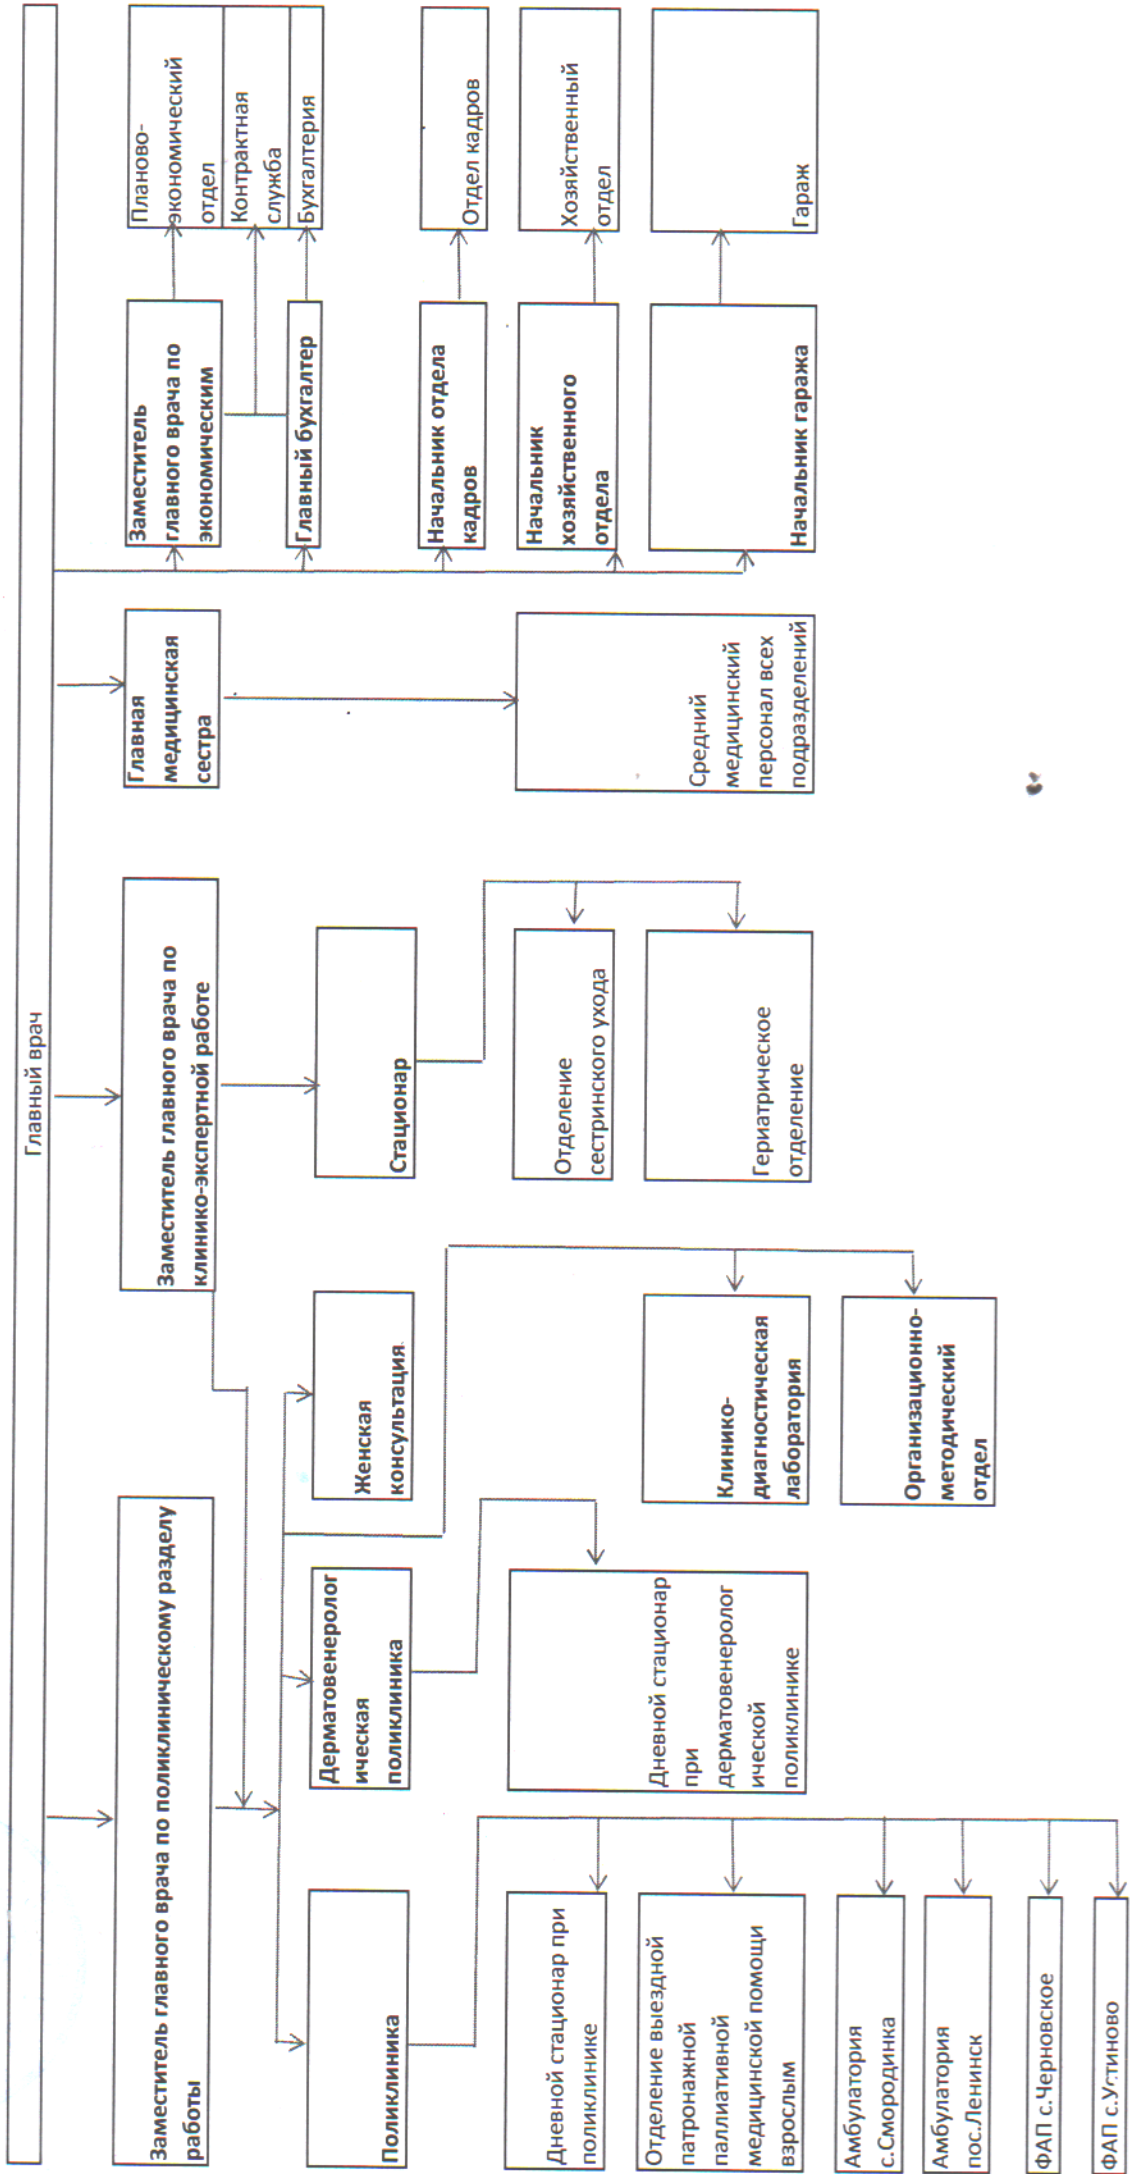 Главный врач
Заместитель главного врача по поликлиническому разделу
работы
Заместитель главного врача по
клинико-экспертной работе
Главная
медицинская
сестра
Заместитель
главного врача по
экономическим
Планово-
экономический
отдел
Контрактная
служба
Главный бухгалтер
Бухгалтерия
Начальник отдела
кадров
Отдел кадров
Начальник
хозяйственного
отдела
Хозяйственный
отдел
Начальник гаража
Гараж
Поликлиника
Дерматовенеролог
ическая
поликлиника
Женская
консультация
Стационар
Дневной стационар при
поликлинике
Отделение выездной
патронажной
паллиативной
медицинской помощи
взрослым
Амбулатория
с.Смородинка
Амбулатория
пос.Ленинск
ФАП с.Черновское
ФАП с.Устиново
Дневной стационар
при
дерматовенеролог
ической
поликлинике
Клинико-
диагностическая
лаборатория
Организационно-
методический
отдел
Отделение
сестринского ухода
Гериатрическое
отделение
Средний
медицинский
персонал всех
подразделений